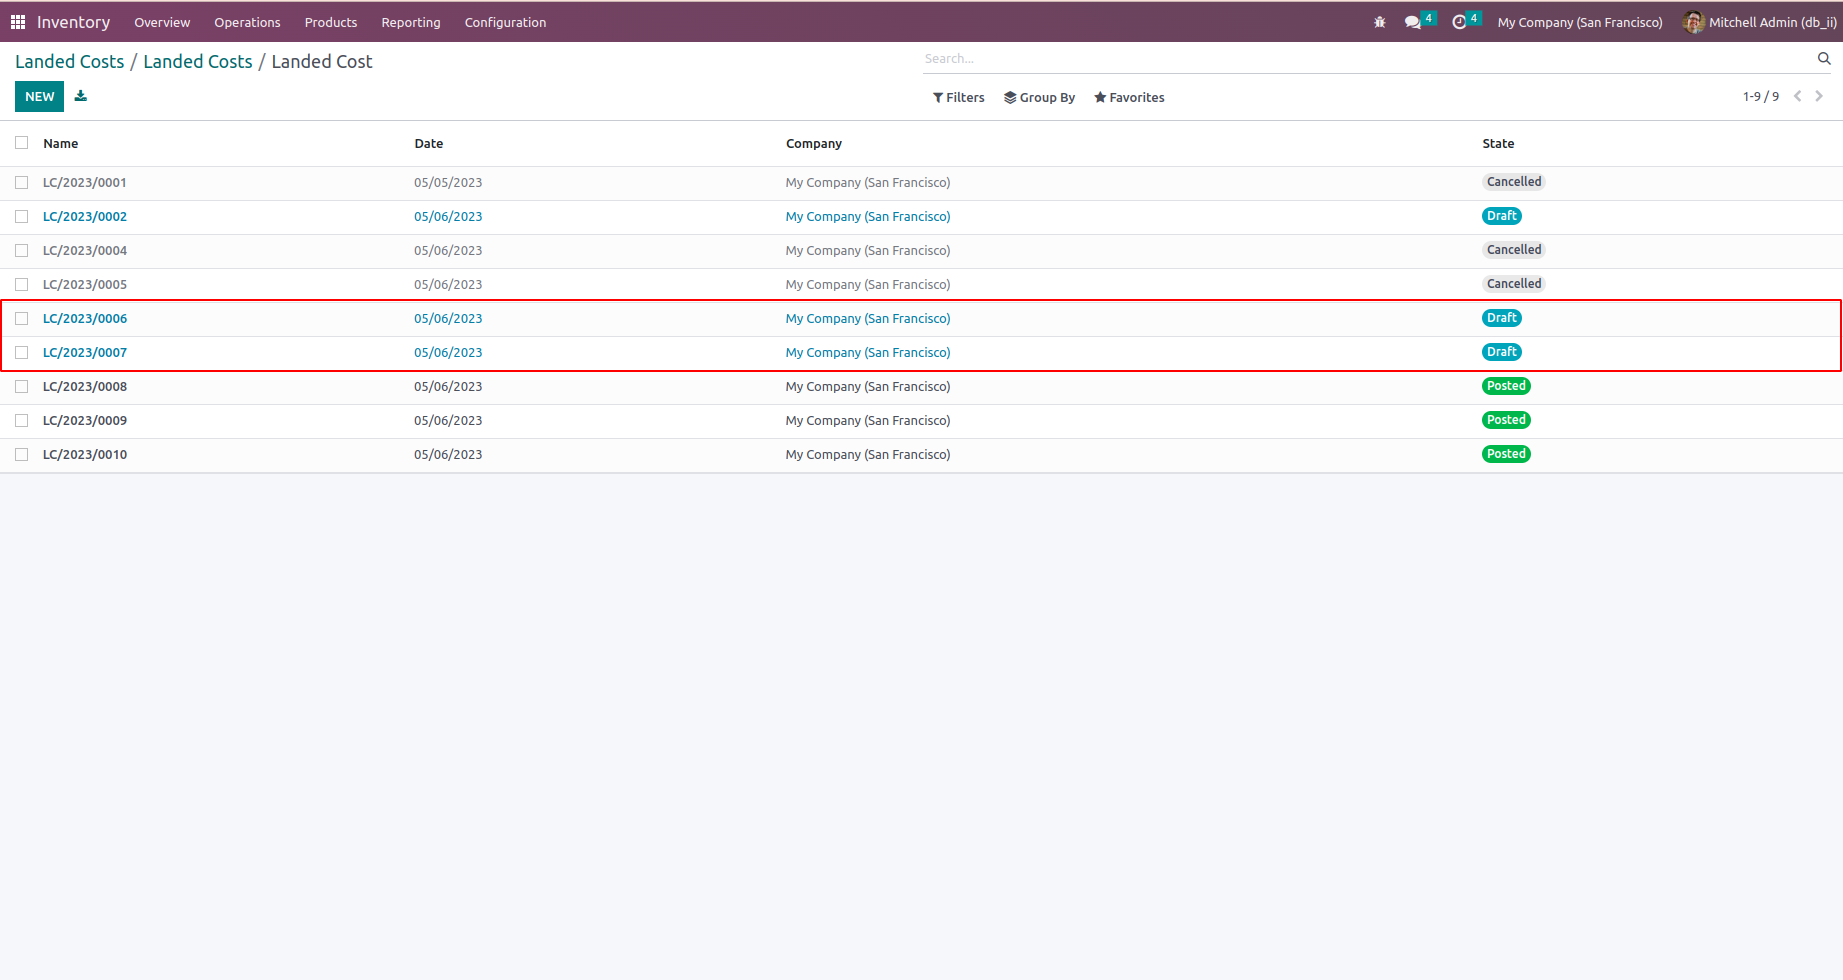 Inventory Overview Operations Products Reporting Configuration 4 4 My Company (San Francisco) Mitchell Admin (db_ii)
Landed Costs / Landed Costs / Landed Cost Search...
NEW Filters Group By Favorites 1-9 / 9
Name Date Company State
LC/2023/0001 05/05/2023 My Company (San Francisco) Cancelled
LC/2023/0002 05/06/2023 My Company (San Francisco) Draft
LC/2023/0004 05/06/2023 My Company (San Francisco) Cancelled
LC/2023/0005 05/06/2023 My Company (San Francisco) Cancelled
LC/2023/0006 05/06/2023 My Company (San Francisco) Draft
LC/2023/0007 05/06/2023 My Company (San Francisco) Draft
LC/2023/0008 05/06/2023 My Company (San Francisco) Posted
LC/2023/0009 05/06/2023 My Company (San Francisco) Posted
LC/2023/0010 05/06/2023 My Company (San Francisco) Posted